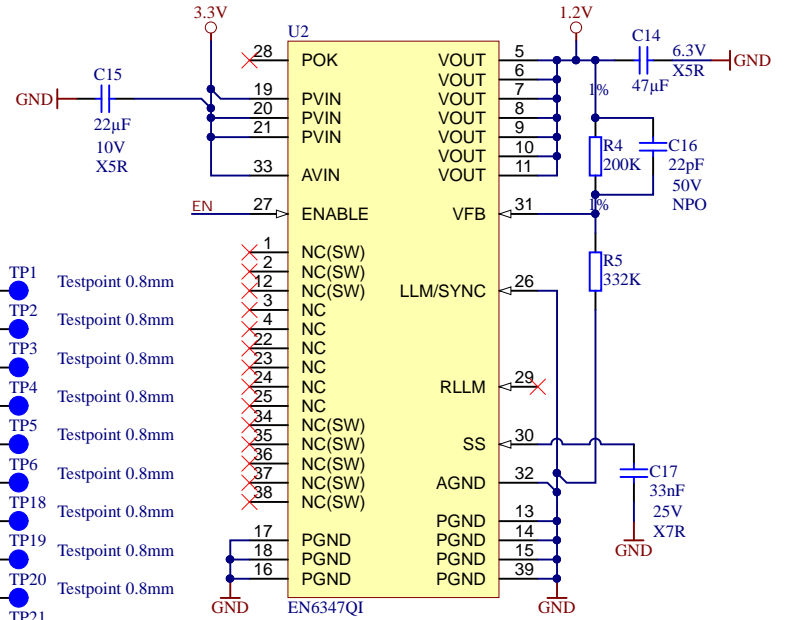 3.3V
1.2V
U2
28 POK VOUT 5
C14
6.3V
X5R
47µF
GND
VOUT 6
C15
GND
22µF
10V
X5R
19 PVIN VOUT 7
1%
20 PVIN VOUT 8
21 PVIN VOUT 9
VOUT 10
33 AVIN VOUT 11
R4
200K
C16
22pF
50V
NPO
1%
EN
27 ENABLE VFB 31
1 NC(SW)
2 NC(SW)
12 NC(SW) LLM/SYNC 26
R5
332K
3 NC
4 NC
22 NC
23 NC
24 NC RLLM 29
25 NC
34 NC(SW)
35 NC(SW) SS 30
36 NC(SW)
37 NC(SW) AGND 32
38 NC(SW)
C17
33nF
25V
X7R
GND
PGND 13
17 PGND PGND 14
18 PGND PGND 15
16 PGND PGND 39
GND
EN6347QI
GND
TP1 Testpoint 0.8mm
TP2 Testpoint 0.8mm
TP3 Testpoint 0.8mm
TP4 Testpoint 0.8mm
TP5 Testpoint 0.8mm
TP6 Testpoint 0.8mm
TP18 Testpoint 0.8mm
TP19 Testpoint 0.8mm
TP20 Testpoint 0.8mm
TP21